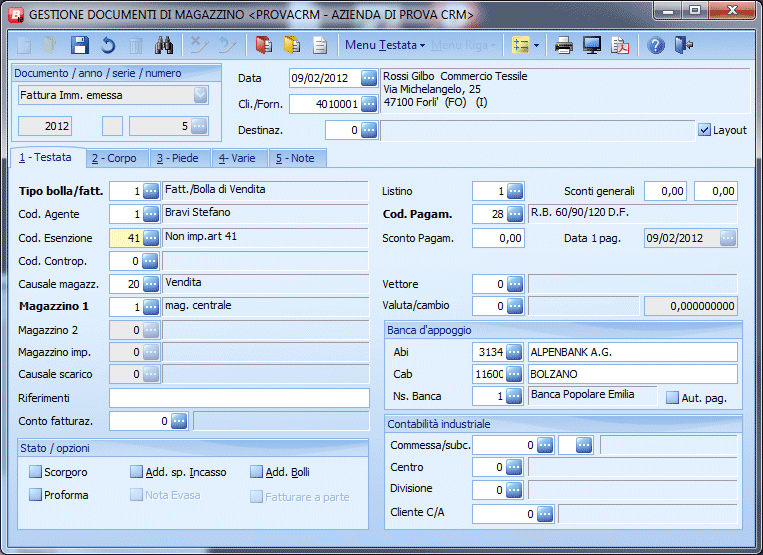 GESTIONE DOCUMENTI DI MAGAZZINO <PROVACRM - AZIENDA DI PROVA CRM>
Menu Testata Menu Riga
Documento / anno / serie / numero
Fattura Imm. emessa
2012 5
Data 09/02/2012
Cli./Forn. 4010001
Destinaz. 0
Rossi Gilbo Commercio Tessile
Via Michelangelo, 25
47100 Forli' (FO) (I)
Layout
1 - Testata 2 - Corpo 3 - Piede 4- Varie 5 - Note
Tipo bolla/fatt. 1 Fatt./Bolla di Vendita
Cod. Agente 1 Bravi Stefano
Cod. Esenzione 41 Non imp.art 41
Cod. Controp. 0
Causale magazz. 20 Vendita
Magazzino 1 1 mag. centrale
Magazzino 2 0
Magazzino imp. 0
Causale scarico 0
Riferimenti
Conto fatturaz. 0
Stato / opzioni
Scorporo Add. sp. Incasso Add. Bolli
Proforma Nota Evasa Fatturare a parte
Listino 1 Sconti generali 0,00 0,00
Cod. Pagam. 28 R.B. 60/90/120 D.F.
Sconto Pagam. 0,00 Data 1 pag. 09/02/2012
Vettore 0
Valuta/cambio 0 0,000000000
Banca d'appoggio
Abi 3134 ALPENBANK A.G.
Cab 11600 BOLZANO
Ns. Banca 1 Banca Popolare Emilia Aut. pag.
Contabilità industriale
Commessa/subc. 0
Centro 0
Divisione 0
Cliente C/A 0